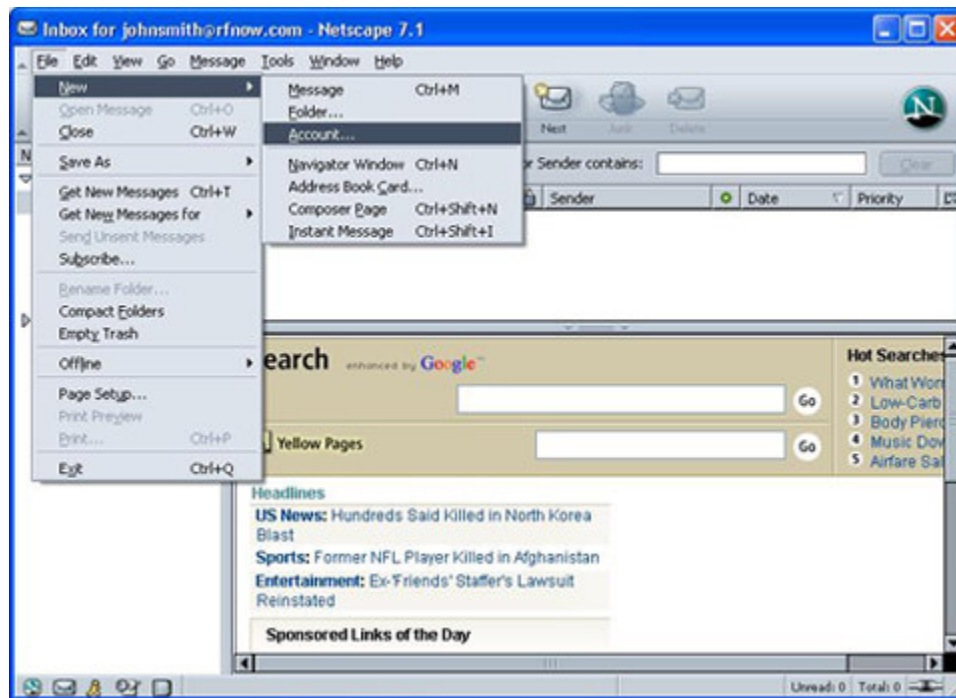 Inbox for johnsmith@rfnow.com - Netscape 7.1
File Edit View Go Message Tools Window Help
New
Open Message Ctrl+O
Close Ctrl+W
Save As
Get New Messages Ctrl+T
Get New Messages for
Send Unsent Messages
Subscribe...
Rename Folder...
Compact Folders
Empty Trash
Offline
Page Setup...
Print Preview
Print... Ctrl+P
Exit Ctrl+Q
Message Ctrl+M
Folder...
Account...
Navigator Window Ctrl+N
Address Book Card...
Composer Page Ctrl+Shift+N
Instant Message Ctrl+Shift+I
Next Junk Delete
N
N
or Sender contains: Clear
Sender Date Priority
earch enhanced by Google™
Go
Yellow Pages Go
Hot Searches
1 What Wor
2 Low-Carb
3 Body Pierc
4 Music Dov
5 Airfare Sal
Headlines
US News: Hundreds Said Killed in North Korea
Blast
Sports: Former NFL Player Killed in Afghanistan
Entertainment: Ex-'Friends' Staffer's Lawsuit
Reinstated
Sponsored Links of the Day
Unread: 0 Total: 0